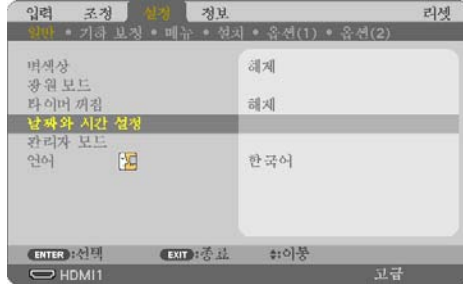 입력 조정 설정 정보 리셋
일반 • 기하 보정 • 메뉴 • 설치 • 옵션(1) • 옵션(2)
벽색상 해제
광원 모드
타이머 꺼짐 해제
날짜와 시간 설정
관리자 모드
언어 한국어
ENTER :선택 EXIT :종료 :이동
HDMI1 고급